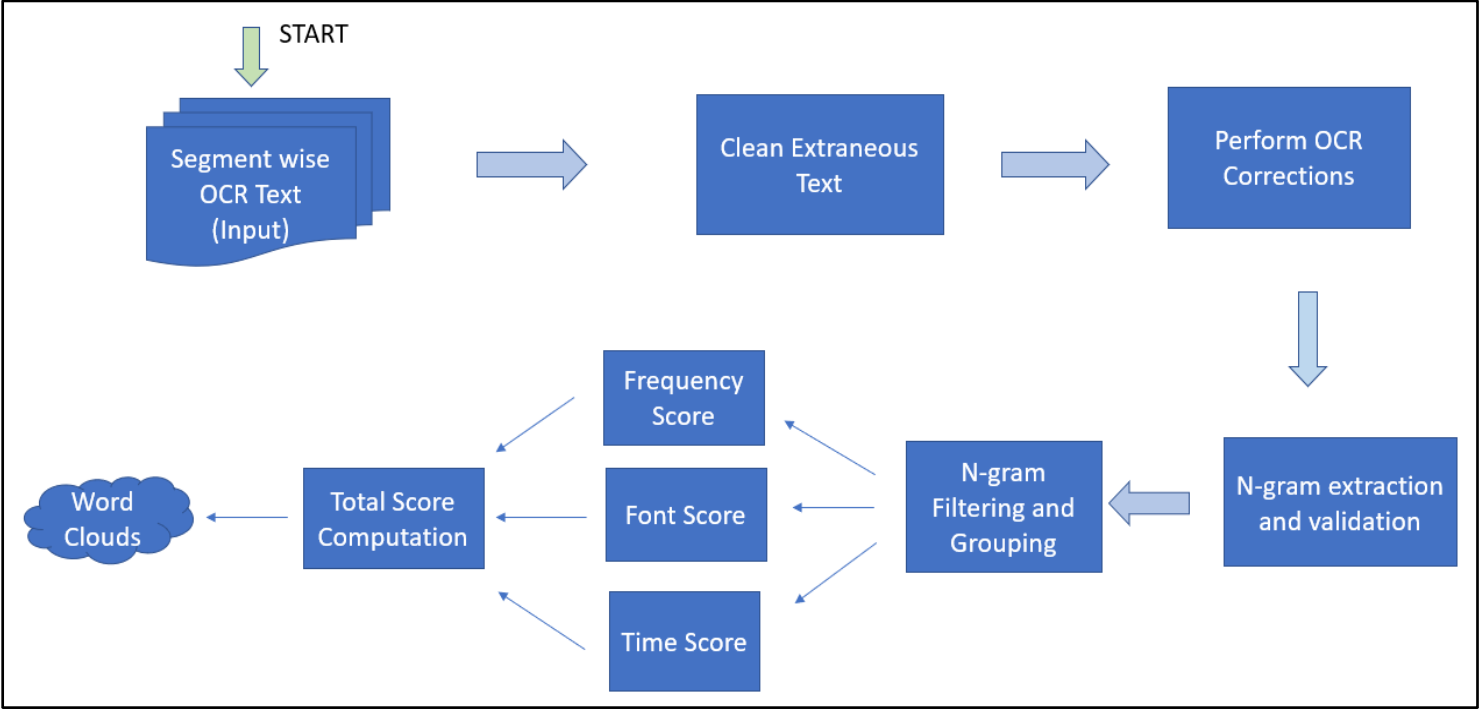 START
Segment wise
OCR Text
(Input)
Clean Extraneous
Text
Perform OCR
Corrections
N-gram extraction
and validation
N-gram
Filtering and
Grouping
Frequency
Score
Font Score
Time Score
Total Score
Computation
Word
Clouds